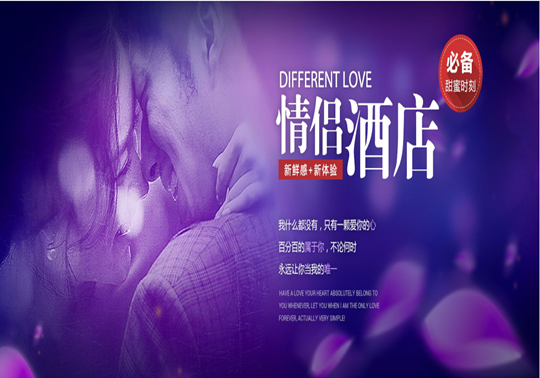 必备
甜蜜时刻
DIFFERENT LOVE
情侣酒店
新鲜感+新体验
我什么都没有，只有一颗爱你的心
百分百的属于你，不论何时
永远让你当我的唯一
HAVE A LOVE YOUR HEART ABSOLUTELY BELONG TO
YOU WHENEVER, LET YOU WHEN I AM THE ONLY LOVE
FOREVER, ACTUALLY VERY SIMPLE!